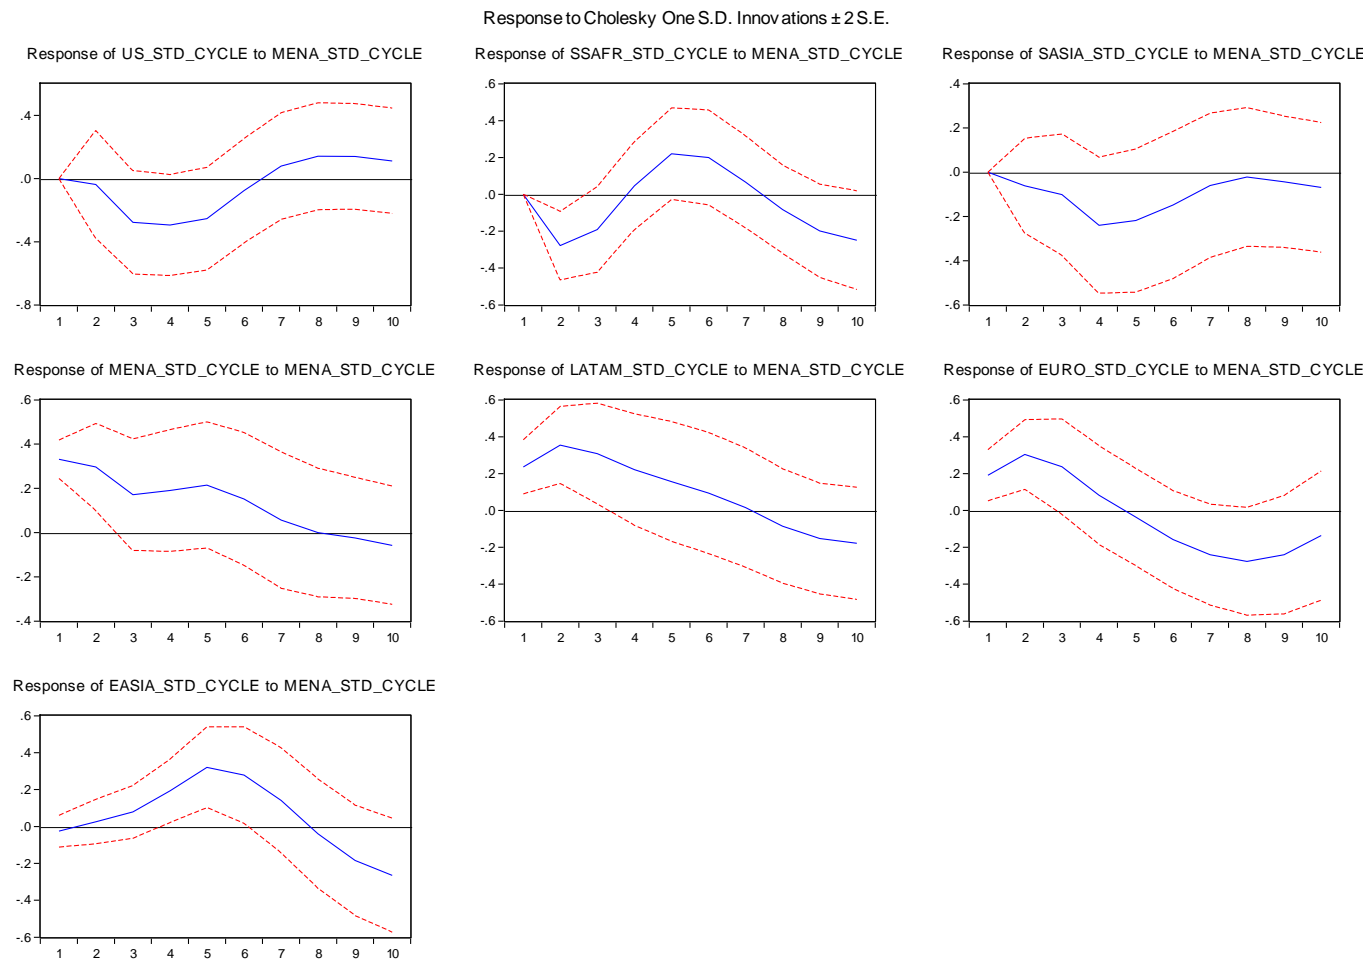 Response to Cholesky One S.D. Innovations ± 2 S.E.
Response of US_STD_CYCLE to MENA_STD_CYCLE
.4
.0
-.4
-.8
1 2 3 4 5 6 7 8 9 10
Response of SSAFR_STD_CYCLE to MENA_STD_CYCLE
.6
.4
.2
.0
-.2
-.4
-.6
1 2 3 4 5 6 7 8 9 10
Response of SASIA_STD_CYCLE to MENA_STD_CYCLE
.4
.2
.0
-.2
-.4
-.6
1 2 3 4 5 6 7 8 9 10
Response of MENA_STD_CYCLE to MENA_STD_CYCLE
.6
.4
.2
.0
-.2
-.4
1 2 3 4 5 6 7 8 9 10
Response of LATAM_STD_CYCLE to MENA_STD_CYCLE
.6
.4
.2
.0
-.2
-.4
-.6
1 2 3 4 5 6 7 8 9 10
Response of EURO_STD_CYCLE to MENA_STD_CYCLE
.6
.4
.2
.0
-.2
-.4
-.6
1 2 3 4 5 6 7 8 9 10
Response of EASIA_STD_CYCLE to MENA_STD_CYCLE
.6
.4
.2
.0
-.2
-.4
-.6
1 2 3 4 5 6 7 8 9 10